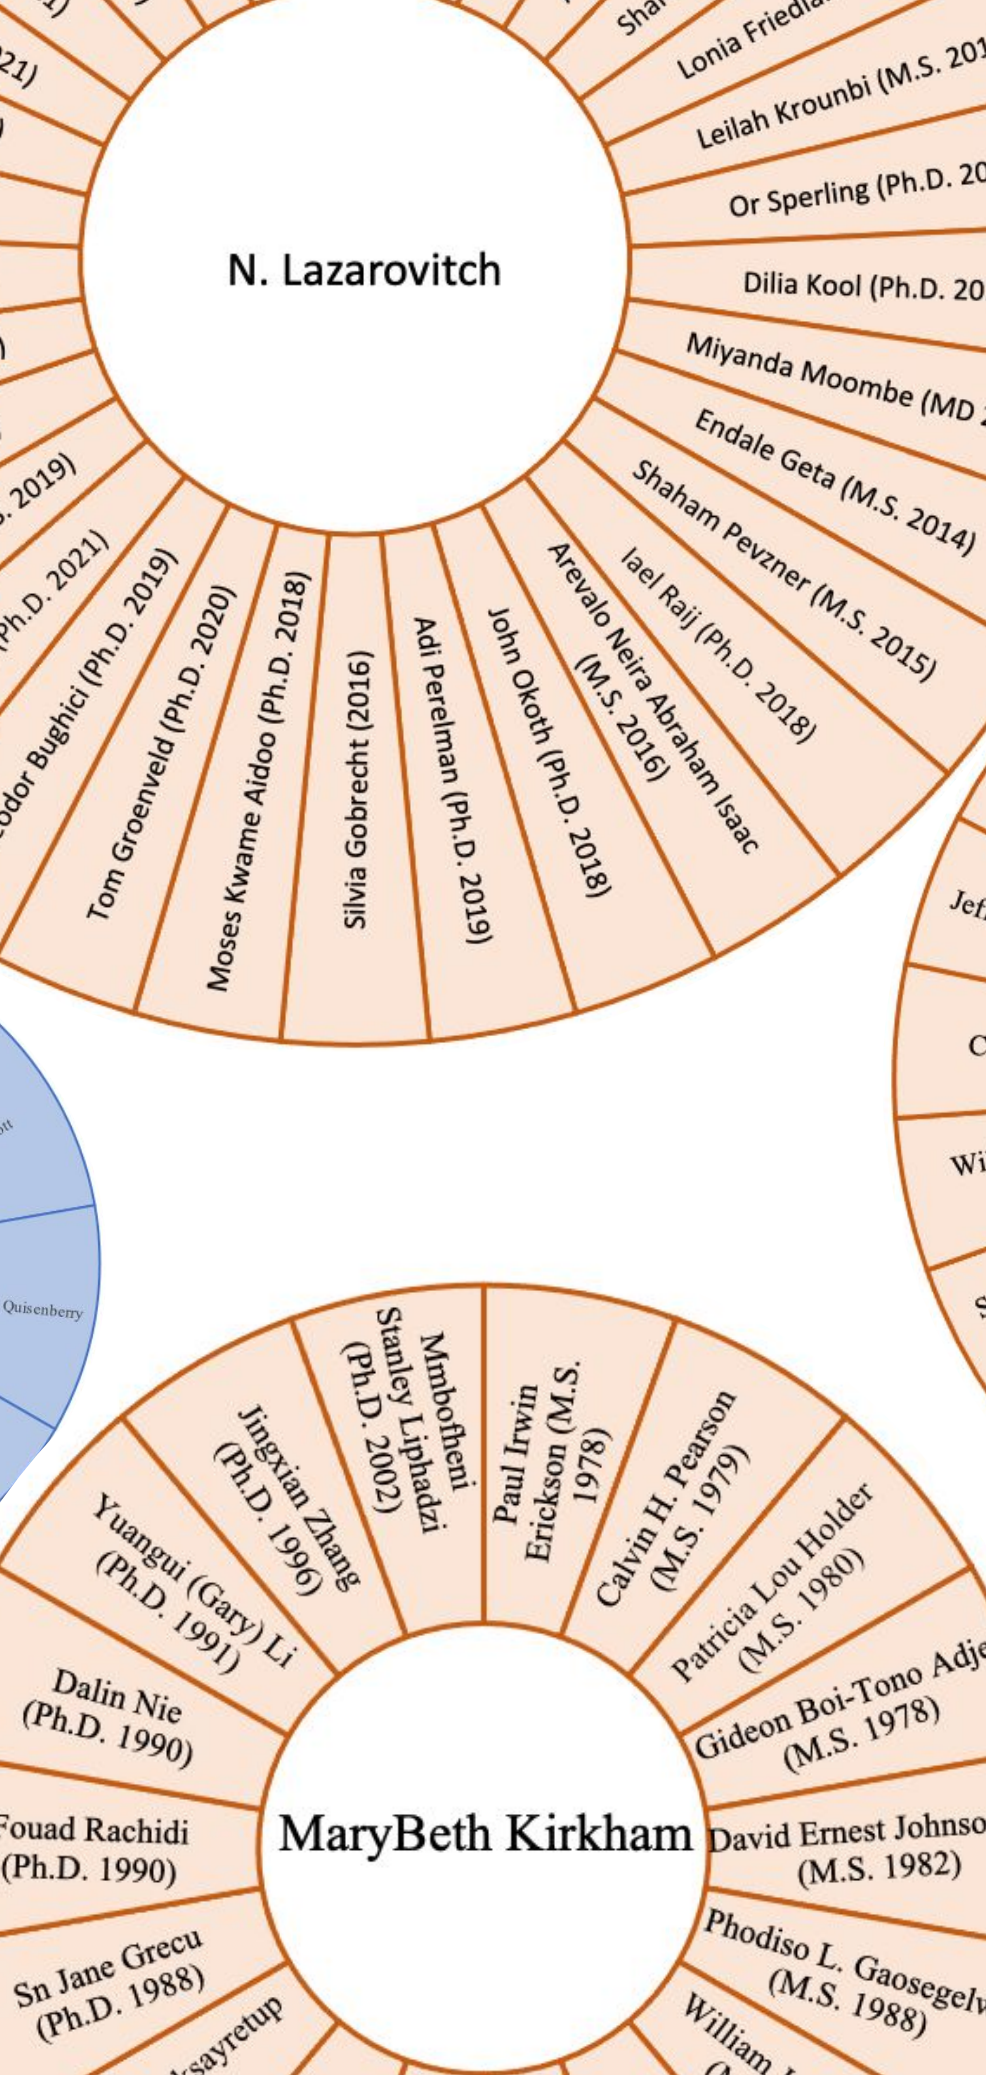 21)
Lonia
Leilah Krounbi (M.S. 201
Or Sperling (Ph.D. 20
N. Lazarovitch
Dilia Kool (Ph.D. 20
Miyanda Moombe (MD 2
Endale Geta (M.S. 2014)
Shaham Pevzner (M.S. 2015)
Iael Raij (Ph.D. 2018)
Arevalo Neira Abraham Isaac
(M.S. 2016)
John Okoth (Ph.D. 2018)
Adi Perelman (Ph.D. 2019)
Silvia Gobrecht (2016)
Moses Kwame Aidoo (Ph.D. 2018)
Tom Groenveld (Ph.D. 2020)
Bughici (Ph.D. 2019)
(Ph.D. 2021)
2019)
Quisenberry
Mmbofheni
Stanley Liphadzi
(Ph.D. 2002)
Paul Irwin
Erickson (M.S.
1978)
Calvin H. Pearson
(M.S. 1979)
Patricia Lou Holder
(M.S. 1980)
Gideon Boi-Tono Adje
(M.S. 1978)
David Ernest Johnso
(M.S. 1982)
Phodiso L. Gaosegelw
(M.S. 1988)
William
Jingxian Zhang
(Ph.D. 1996)
Yuangui (Gary) Li
(Ph.D. 1991)
Dalin Nie
(Ph.D. 1990)
Fouad Rachidi
(Ph.D. 1990)
Sn Jane Grecu
(Ph.D. 1988)
ksayretup
MaryBeth Kirkham